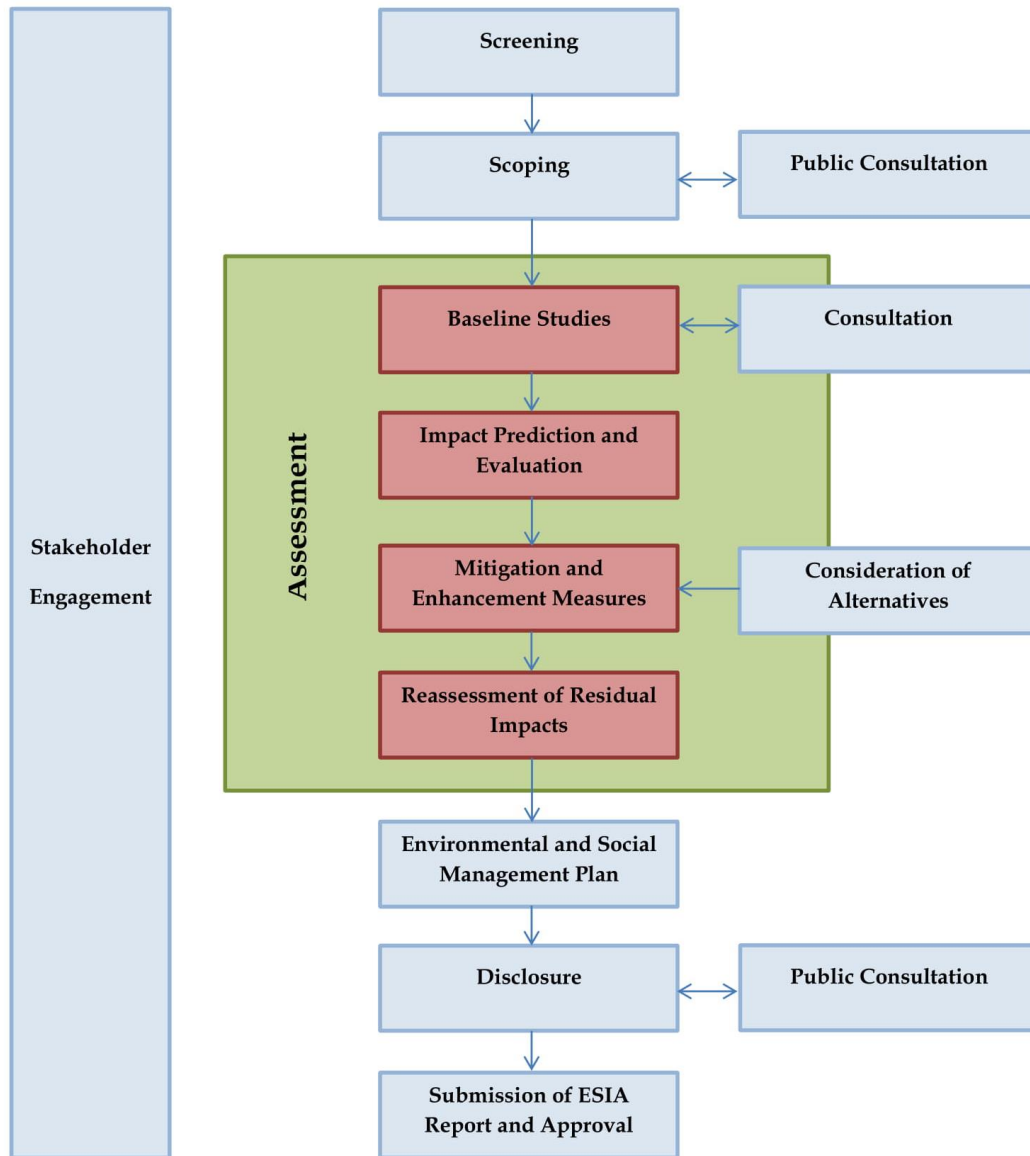 Screening
Scoping
Public Consultation
Baseline Studies
Consultation
Impact Prediction and
Evaluation
Assessment
Stakeholder
Engagement
Mitigation and
Enhancement Measures
Consideration of
Alternatives
Reassessment of Residual
Impacts
Environmental and Social
Management Plan
Disclosure
Public Consultation
Submission of ESIA
Report and Approval